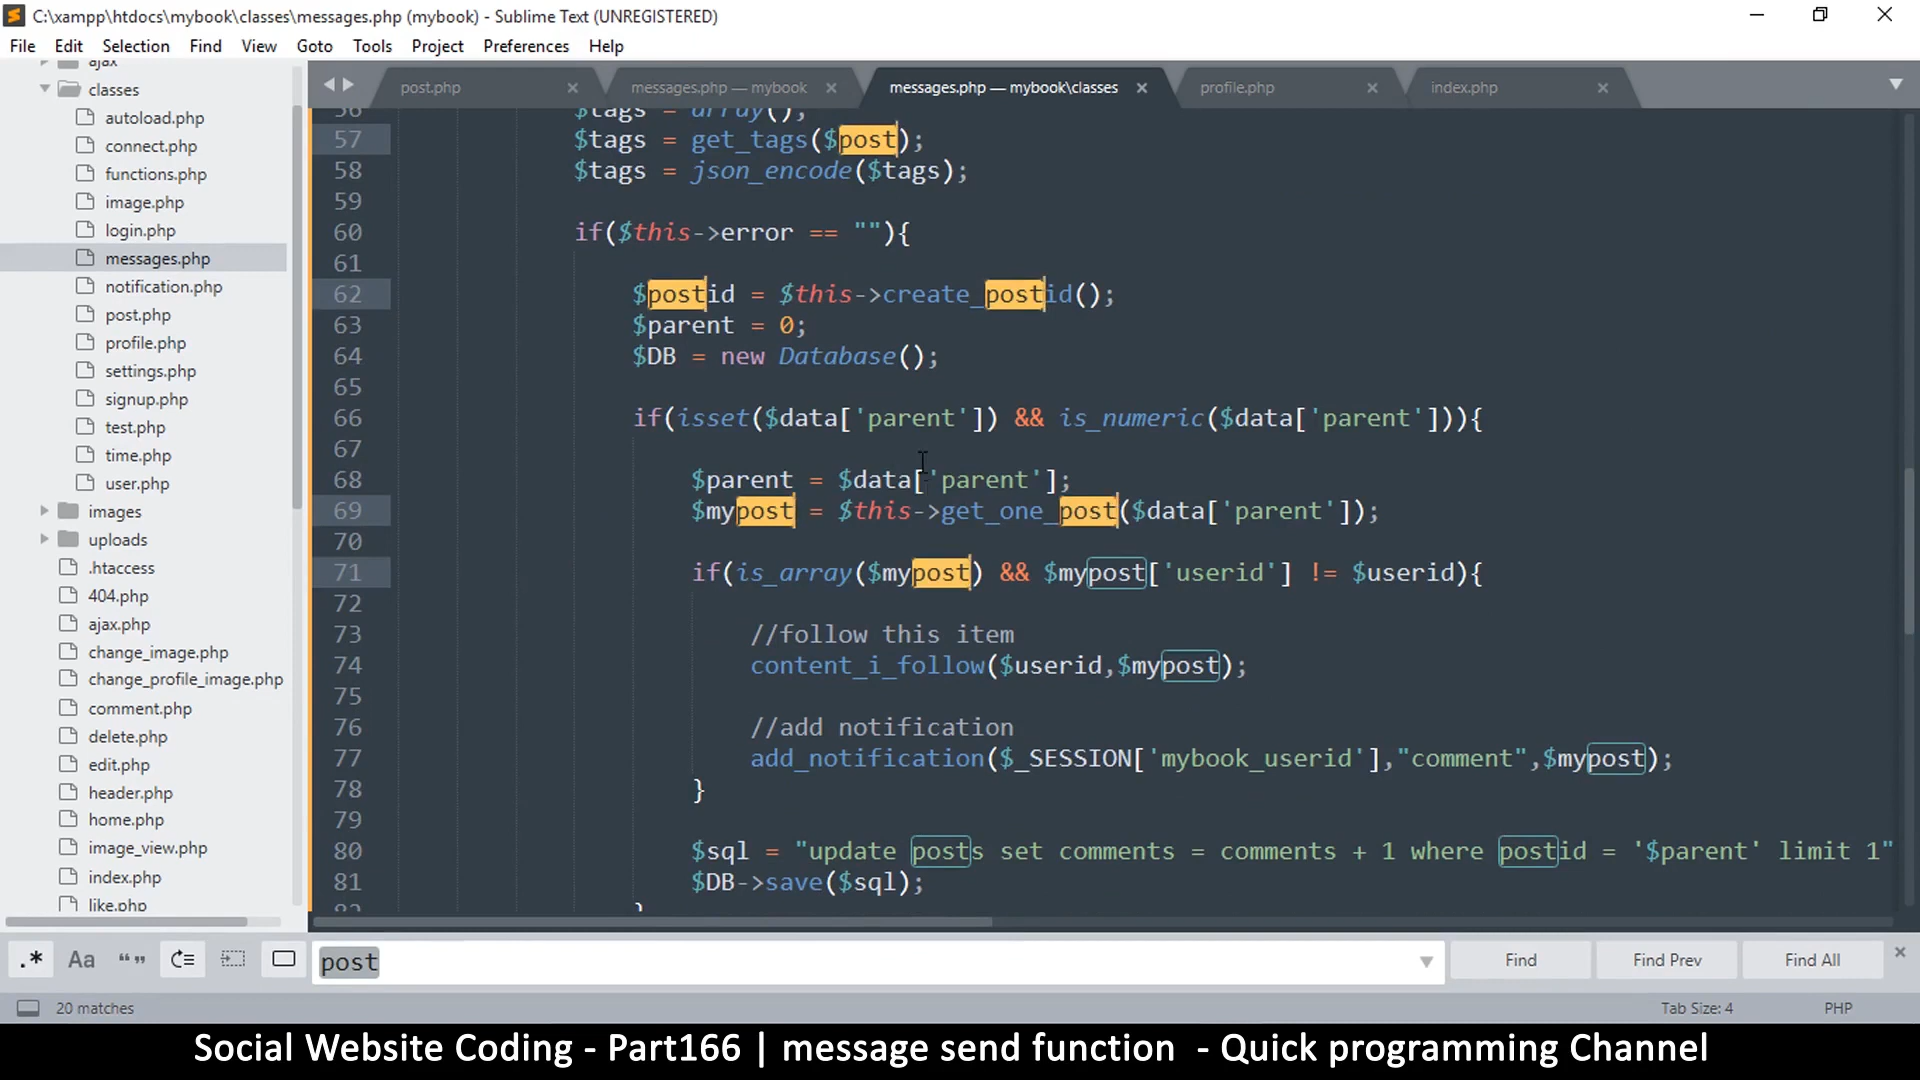 C:\xampp\htdocs\mybook\classes\messages.php (mybook) - Sublime Text (UNREGISTERED)
File Edit Selection Find View Goto Tools Project Preferences Help
ajax
classes
autoload.php
connect.php
functions.php
image.php
login.php
messages.php
notification.php
post.php
profile.php
settings.php
signup.php
test.php
time.php
user.php
images
uploads
.htaccess
404.php
ajax.php
change_image.php
change_profile_image.php
comment.php
delete.php
edit.php
header.php
home.php
image_view.php
index.php
like.php
post.php messages.php — mybook messages.php — mybook\classes profile.php index.php
56 $tags = array();
57 $tags = get_tags($post);
58 $tags = json_encode($tags);
59
60 if($this->error == ""){
61
62 $postid = $this->create_postid();
63 $parent = 0;
64 $DB = new Database();
65
66 if(isset($data['parent']) && is_numeric($data['parent'])){
67
68 $parent = $data['parent'];
69 $mypost = $this->get_one_post($data['parent']);
70
71 if(is_array($mypost) && $mypost['userid'] != $userid){
72
73 //follow this item
74 content_i_follow($userid,$mypost);
75
76 //add notification
77 add_notification($_SESSION['mybook_userid'],"comment",$mypost);
78 }
79
80 $sql = "update posts set comments = comments + 1 where postid = '$parent' limit 1"
81 $DB->save($sql);
82 }
.* Aa “ ” post Find Find Prev Find All
20 matches Tab Size: 4 PHP
Social Website Coding - Part166 | message send function - Quick programming Channel